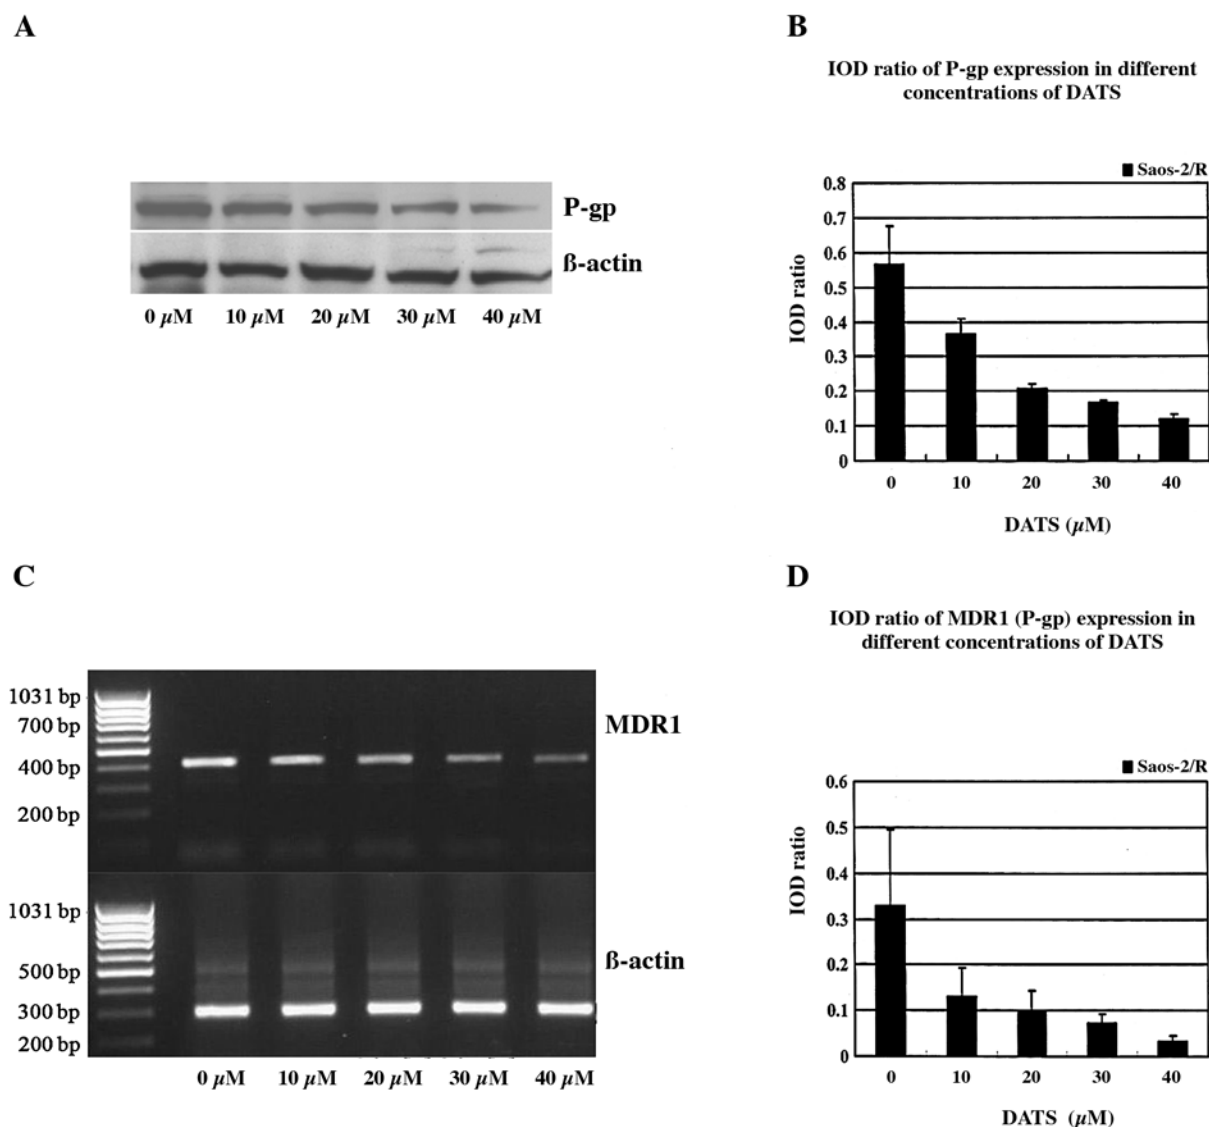 A
P-gp
ß-actin
0 µM 10 µM 20 µM 30 µM 40 µM
B
IOD ratio of P-gp expression in different
concentrations of DATS
Saos-2/R
IOD ratio
0.8
0.7
0.6
0.5
0.4
0.3
0.2
0.1
0
0 10 20 30 40
DATS (µM)
C
1031 bp
700 bp
400 bp
200 bp
MDR1
1031 bp
500 bp
300 bp
200 bp
ß-actin
0 µM 10 µM 20 µM 30 µM 40 µM
D
IOD ratio of MDR1 (P-gp) expression in
different concentrations of DATS
Saos-2/R
IOD ratio
0.6
0.5
0.4
0.3
0.2
0.1
0
0 10 20 30 40
DATS (µM)